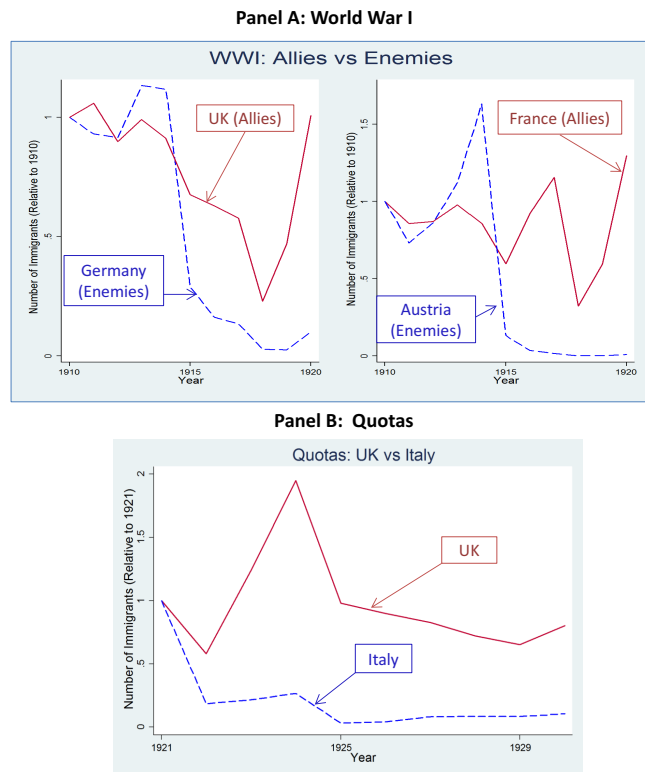 Panel A: World War I
WWI: Allies vs Enemies
Number of Immigrants (Relative to 1910)
1
.5
0
UK (Allies)
Germany
(Enemies)
1910
1915
1920
Year
Number of Immigrants (Relative to 1910)
1.5
1
.5
0
France (Allies)
Austria
(Enemies)
1910
1915
1920
Year
Panel B: Quotas
Quotas: UK vs Italy
Number of Immigrants (Relative to 1921)
2
1.5
1
.5
0
UK
Italy
1921
1925
1929
Year